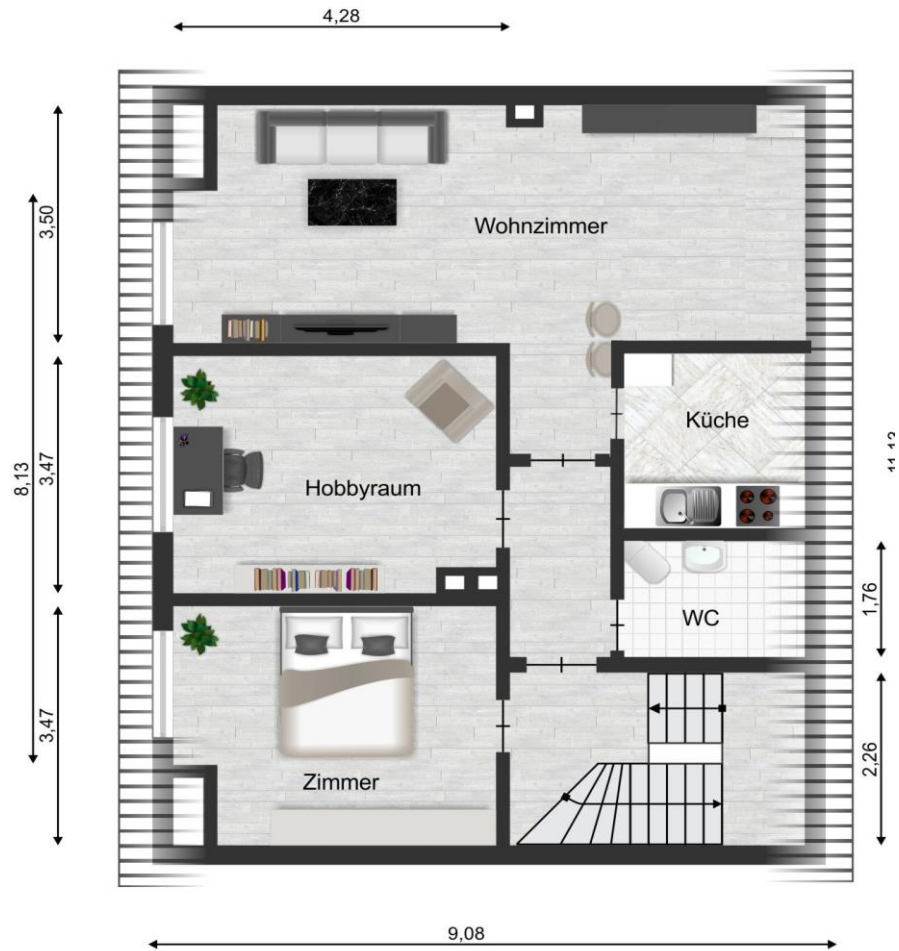 4,28
3,50
Wohnzimmer
8,13
3,47
Küche
Hobbyraum
11,12
1,76
WC
3,47
2,26
Zimmer
9,08